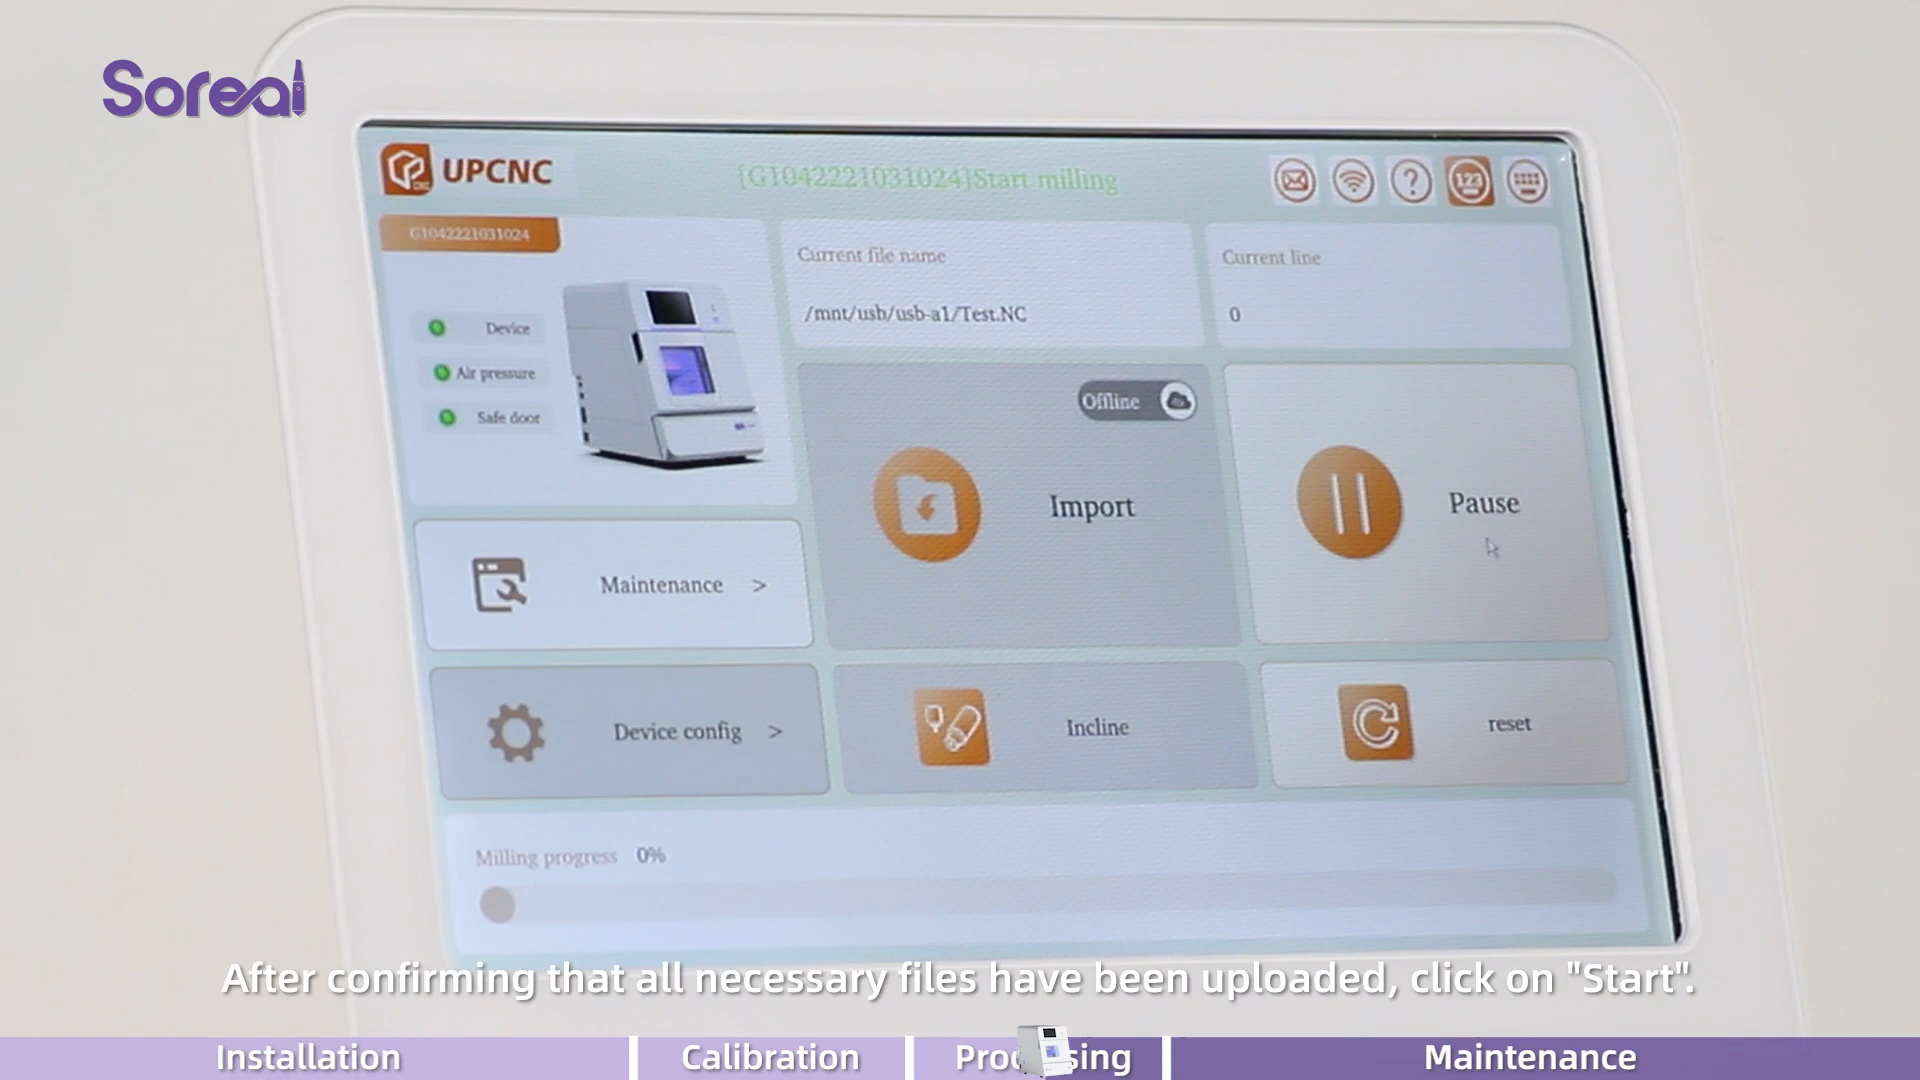 Soreal
UPCNC
[G1042221031024]Start milling
?
123
G1042221031024
Current file name
Current line
/mnt/usb/usb-a1/Test.NC
0
Device
Air pressure
Safe door
Offline
Import
Pause
Maintenance >
Device config >
Incline
reset
Milling progress 0%
After confirming that all necessary files have been uploaded, click on "Start".
Installation
Calibration
Maintenance